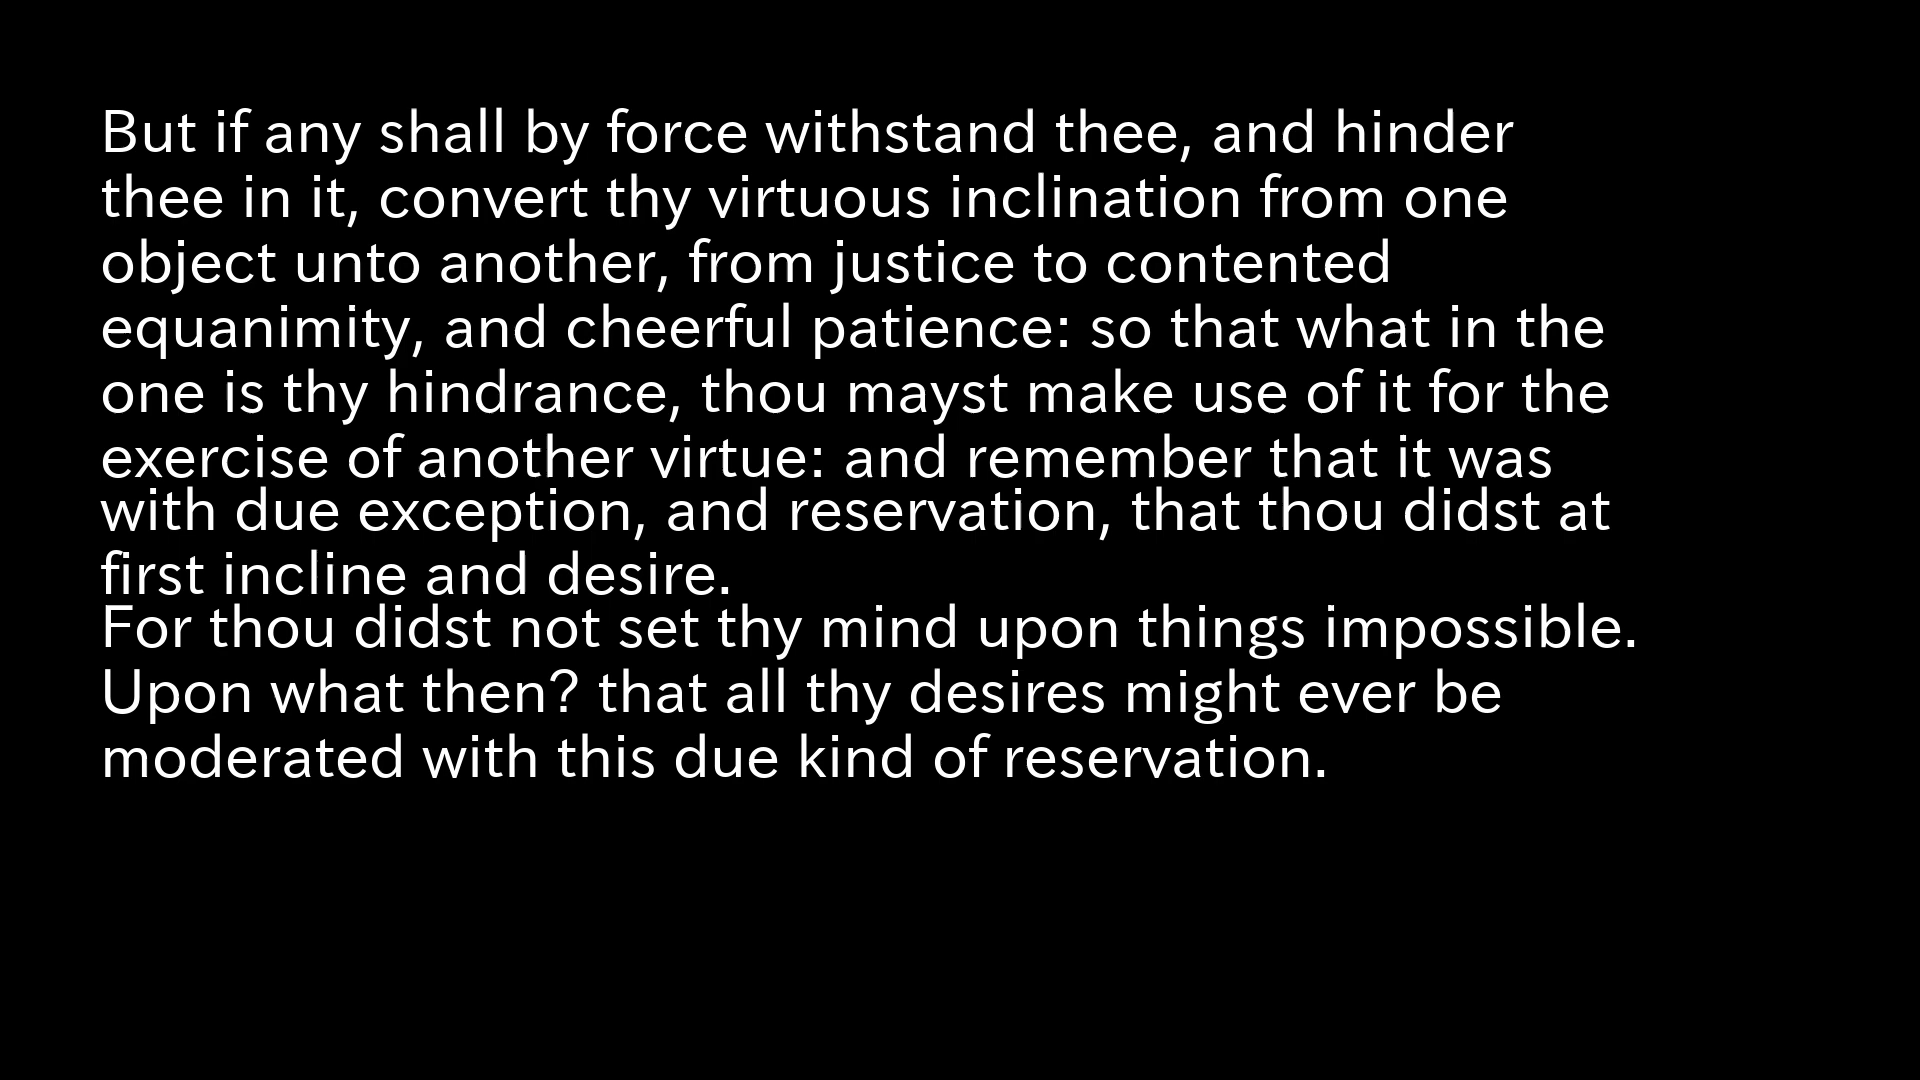 But if any shall by force withstand thee, and hinder
thee in it, convert thy virtuous inclination from one
object unto another, from justice to contented
equanimity, and cheerful patience: so that what in the
one is thy hindrance, thou mayst make use of it for the
exercise of another virtue: and remember that it was
with due exception, and reservation, that thou didst at
first incline and desire.
For thou didst not set thy mind upon things impossible.
Upon what then? that all thy desires might ever be
moderated with this due kind of reservation.